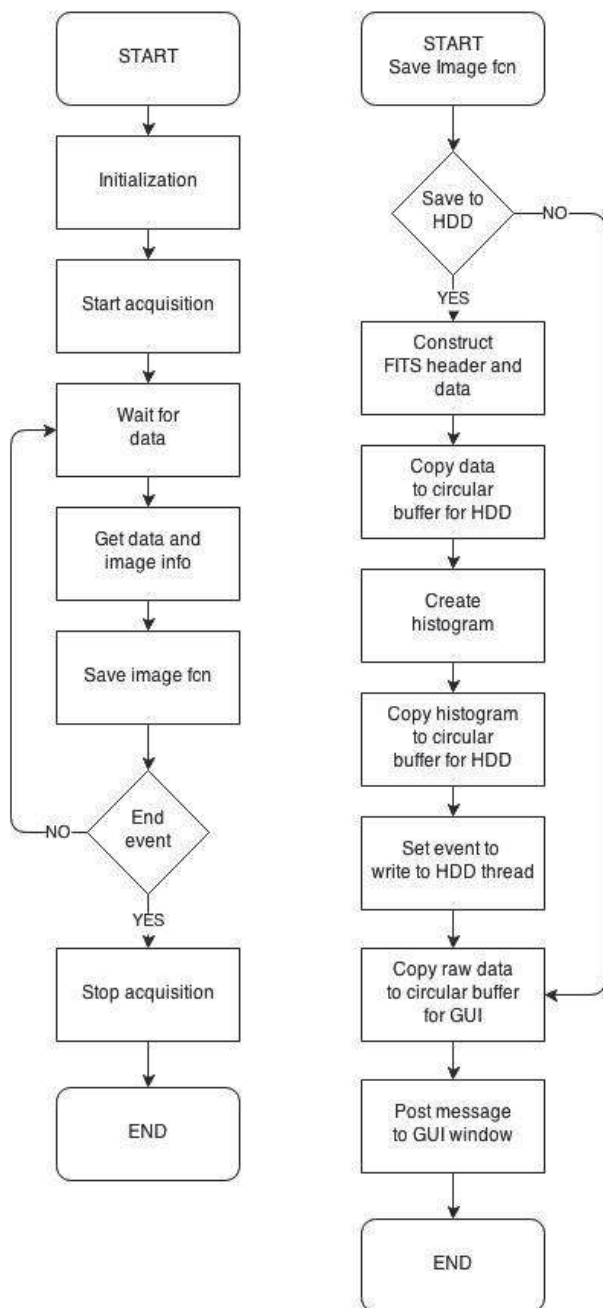 START
Initialization
Start acquisition
Wait for
data
Get data and
image info
Save image fcn
End
event
NO
YES
Stop acquisition
END
START
Save Image fcn
Save to
HDD
NO
YES
Construct
FITS header and
data
Copy data
to circular
buffer for HDD
Create
histogram
Copy histogram
to circular
buffer for HDD
Set event to
write to HDD thread
Copy raw data
to circular buffer
for GUI
Post message
to GUI window
END